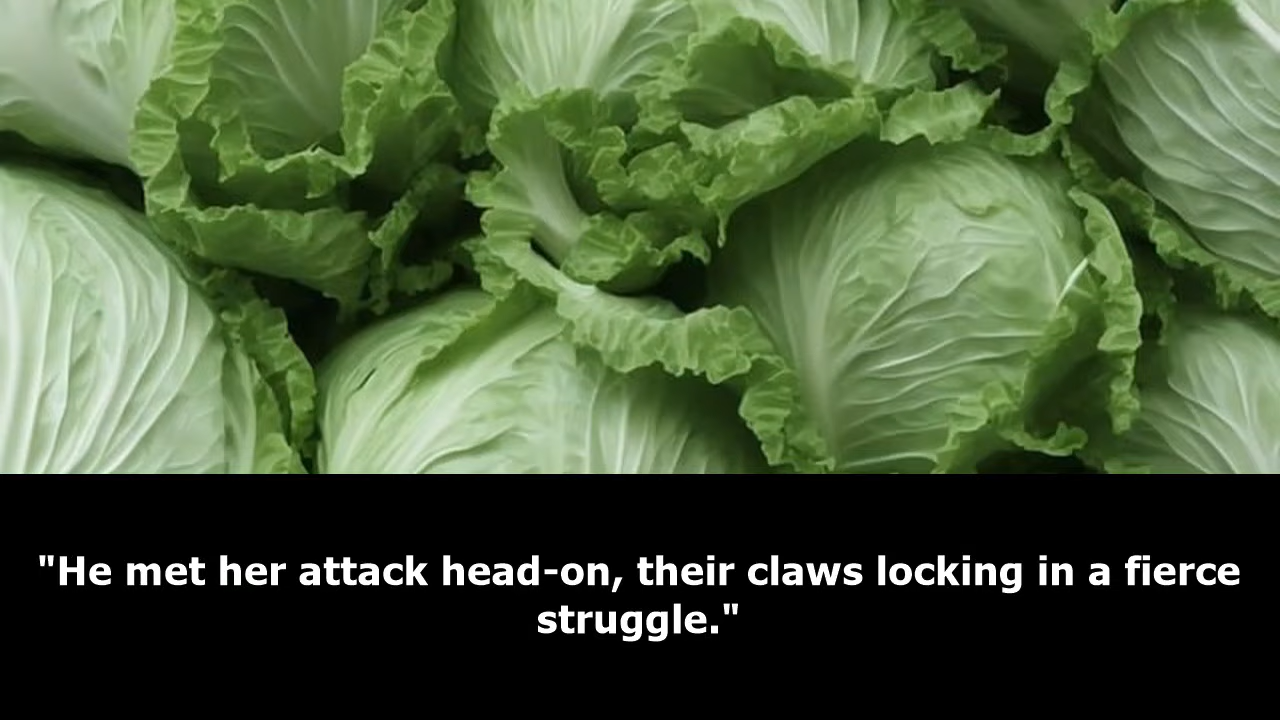 "He met her attack head-on, their claws locking in a fierce
struggle."